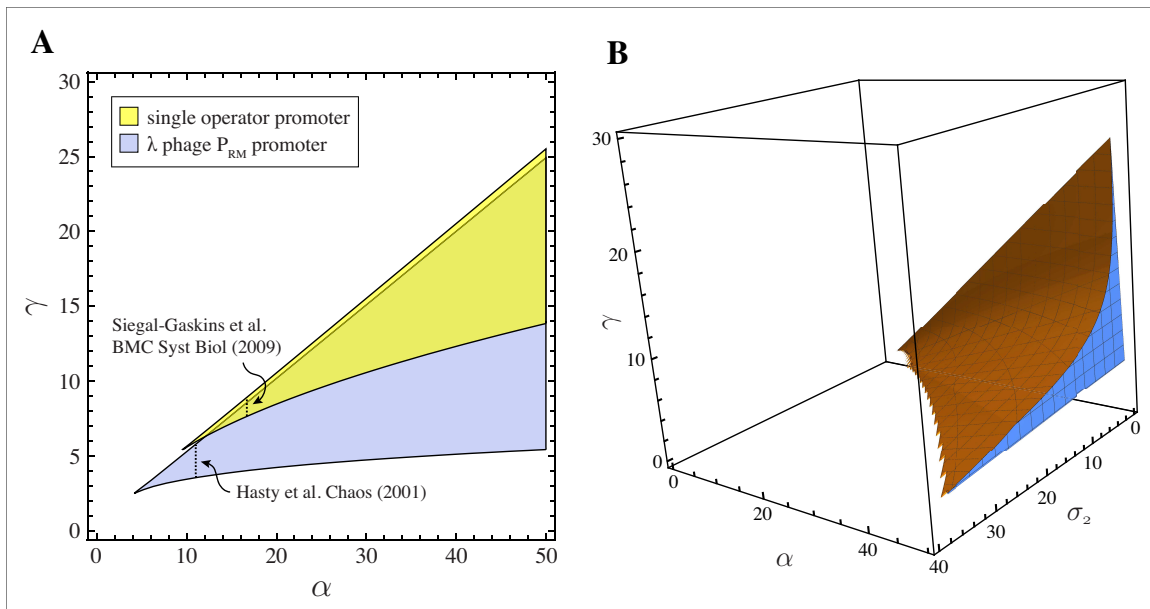 A
30
25
20
15
10
5
0
γ
single operator promoter
λ phage P_RM promoter
Siegal-Gaskins et al.
BMC Syst Biol (2009)
Hasty et al. Chaos (2001)
0 10 20 30 40 50
α
B
30
20
10
0
γ
0
20
40
α
40
30
20
10
0
σ₂